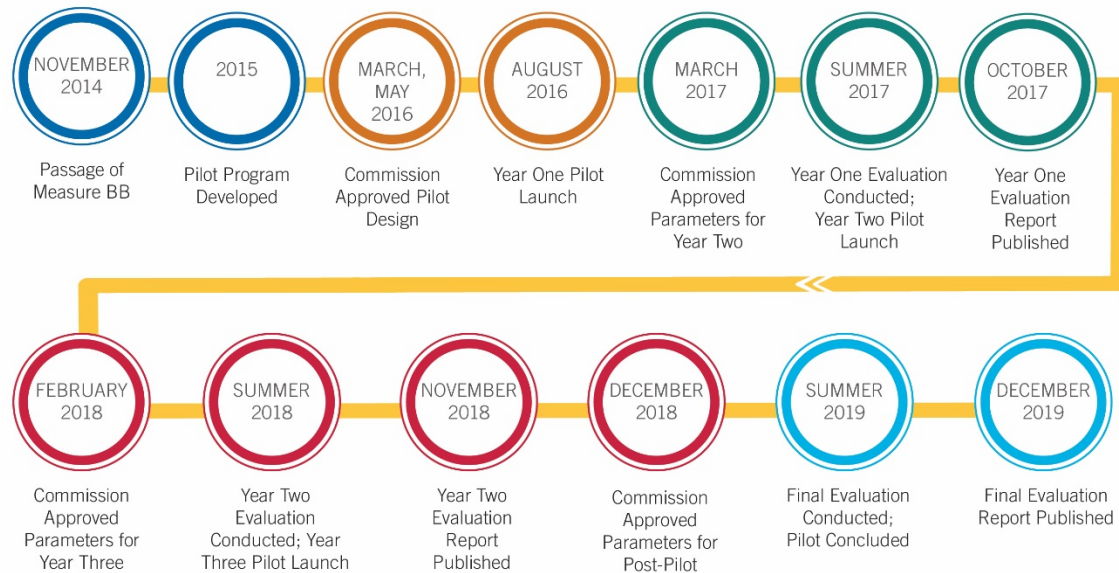 NOVEMBER
2014
Passage of
Measure BB
2015
Pilot Program
Developed
MARCH,
MAY
2016
Commission
Approved Pilot
Design
AUGUST
2016
Year One Pilot
Launch
MARCH
2017
Commission
Approved
Parameters for
Year Two
SUMMER
2017
Year One Evaluation
Conducted;
Year Two Pilot
Launch
OCTOBER
2017
Year One
Evaluation
Report
Published
FEBRUARY
2018
Commission
Approved
Parameters for
Year Three
SUMMER
2018
Year Two
Evaluation
Conducted; Year
Three Pilot Launch
NOVEMBER
2018
Year Two
Evaluation
Report
Published
DECEMBER
2018
Commission
Approved
Parameters for
Post-Pilot
SUMMER
2019
Final Evaluation
Conducted;
Pilot Concluded
DECEMBER
2019
Final Evaluation
Report Published